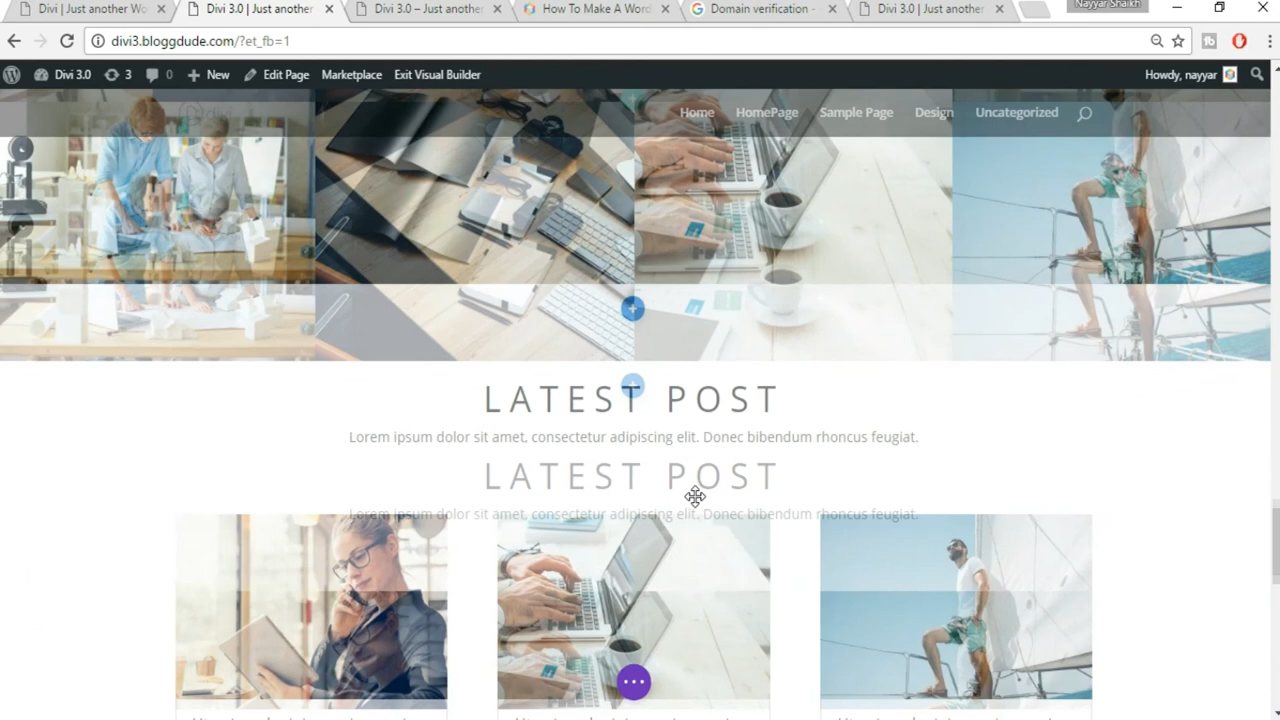 Nayyar Shaikh
Divi | Just another Wo
Divi 3.0 | Just another
Divi 3.0 – Just another
How To Make A Word
Domain verification -
Divi 3.0 | Just another
divi3.bloggdude.com/?et_fb=1
Divi 3.0
3
0
New
Edit Page
Marketplace
Exit Visual Builder
Howdy, nayyar
Home
HomePage
Sample Page
Design
Uncategorized
LATEST POST
Lorem ipsum dolor sit amet, consectetur adipiscing elit. Donec bibendum rhoncus feugiat.
LATEST POST
Lorem ipsum dolor sit amet, consectetur adipiscing elit. Donec bibendum rhoncus feugiat.